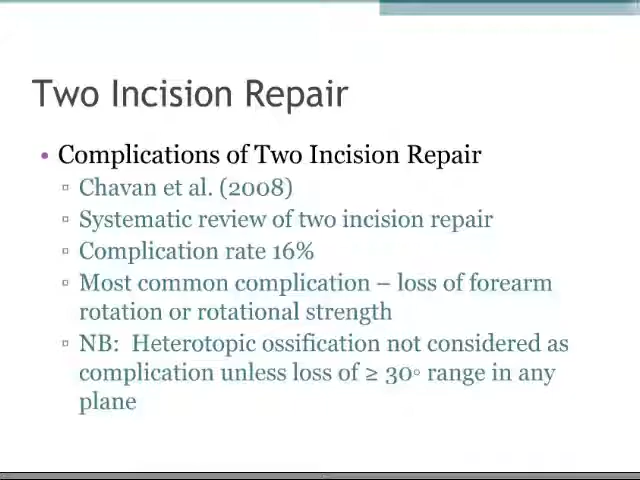 Two Incision Repair
• Complications of Two Incision Repair
▫ Chavan et al. (2008)
▫ Systematic review of two incision repair
▫ Complication rate 16%
▫ Most common complication – loss of forearm
rotation or rotational strength
▫ NB:  Heterotopic ossification not considered as
complication unless loss of ≥ 30◦ range in any
plane